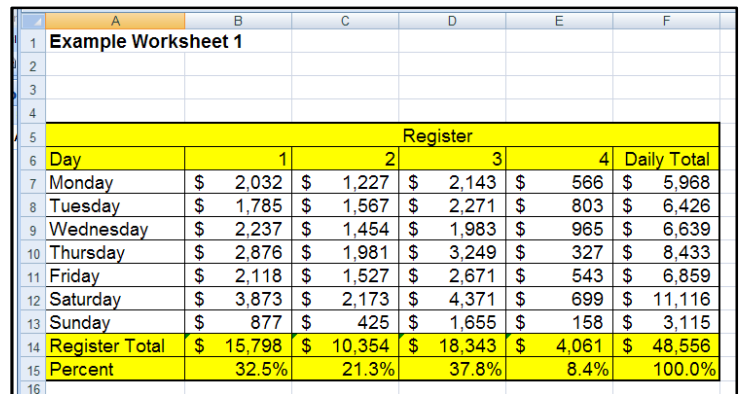 A B C D E F
1 Example Worksheet 1
2
3
4
5 Register
6 Day 1 2 3 4 Daily Total
7 Monday $ 2,032 $ 1,227 $ 2,143 $ 566 $ 5,968
8 Tuesday $ 1,785 $ 1,567 $ 2,271 $ 803 $ 6,426
9 Wednesday $ 2,237 $ 1,454 $ 1,983 $ 965 $ 6,639
10 Thursday $ 2,876 $ 1,981 $ 3,249 $ 327 $ 8,433
11 Friday $ 2,118 $ 1,527 $ 2,671 $ 543 $ 6,859
12 Saturday $ 3,873 $ 2,173 $ 4,371 $ 699 $ 11,116
13 Sunday $ 877 $ 425 $ 1,655 $ 158 $ 3,115
14 Register Total $ 15,798 $ 10,354 $ 18,343 $ 4,061 $ 48,556
15 Percent 32.5% 21.3% 37.8% 8.4% 100.0%
16